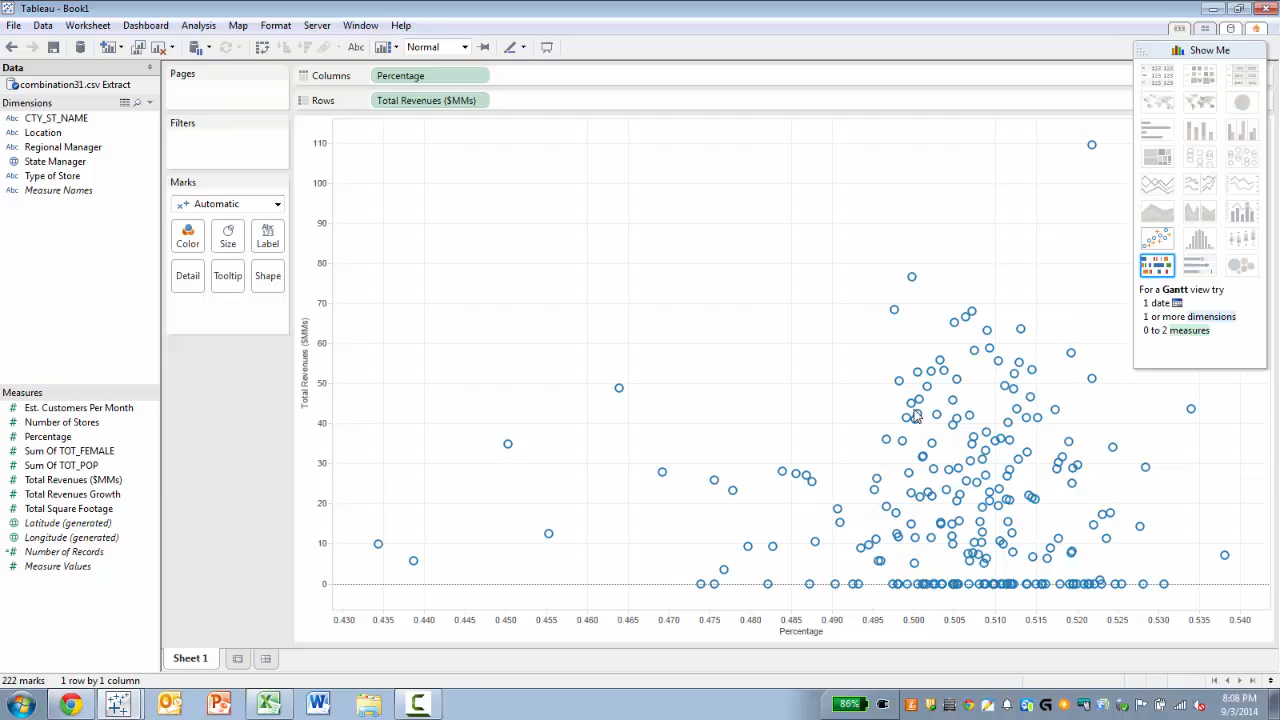 Tableau - Book1
File Data Worksheet Dashboard Analysis Map Format Server Window Help
Abc Normal
Data
combination31.csv Extract
Dimensions
Abc CTY_ST_NAME
Abc Location
Abc Regional Manager
State Manager
Abc Type of Store
Abc Measure Names
Measures
# Est. Customers Per Month
# Number of Stores
# Percentage
# Sum Of TOT_FEMALE
# Sum Of TOT_POP
# Total Revenues ($MMs)
# Total Revenues Growth
# Total Square Footage
Latitude (generated)
Longitude (generated)
=# Number of Records
# Measure Values
Pages
Filters
Marks
Automatic
Color Size Label
Detail Tooltip Shape
Columns Percentage
Rows Total Revenues ($MMs)
Total Revenues ($MMs)
110
100
90
80
70
60
50
40
30
20
10
0
0.430 0.435 0.440 0.445 0.450 0.455 0.460 0.465 0.470 0.475 0.480 0.485 0.490 0.495 0.500 0.505 0.510 0.515 0.520 0.525 0.530 0.535 0.540
Percentage
Show Me
For a Gantt view try
1 date
1 or more dimensions
0 to 2 measures
Sheet 1
222 marks 1 row by 1 column
86%
8:08 PM
9/3/2014